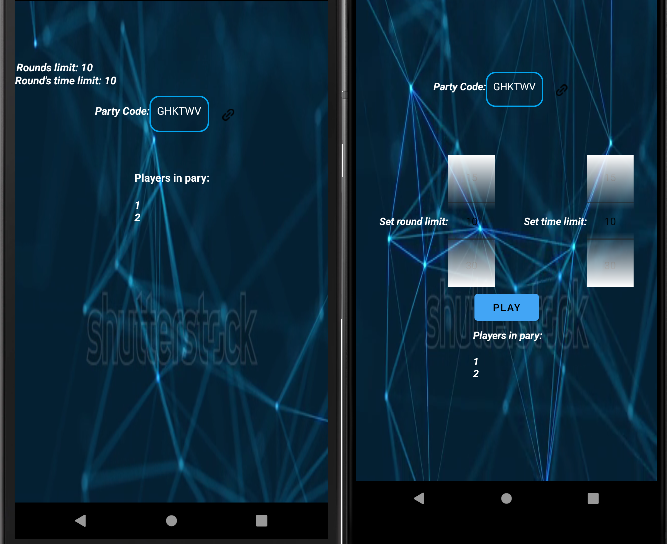 Rounds limit: 10
Round's time limit: 10
Party Code: GHKTWV
Players in pary:
1
2
shutterstock
Party Code: GHKTWV
Set round limit:
Set time limit: 10
PLAY
shutterstock
Players in pary:
1
2